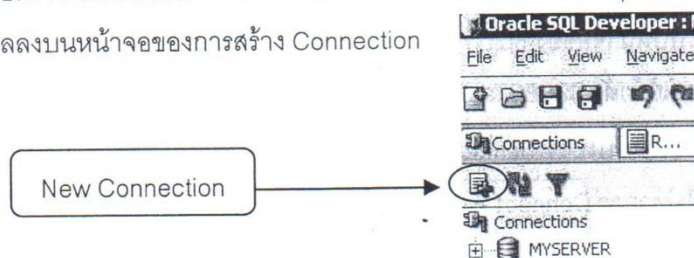 ลลงบนหน้าจอของการสร้าง Connection
Oracle SQL Developer :
File Edit View Navigate
Connections R...
New Connection
Connections
MYSERVER